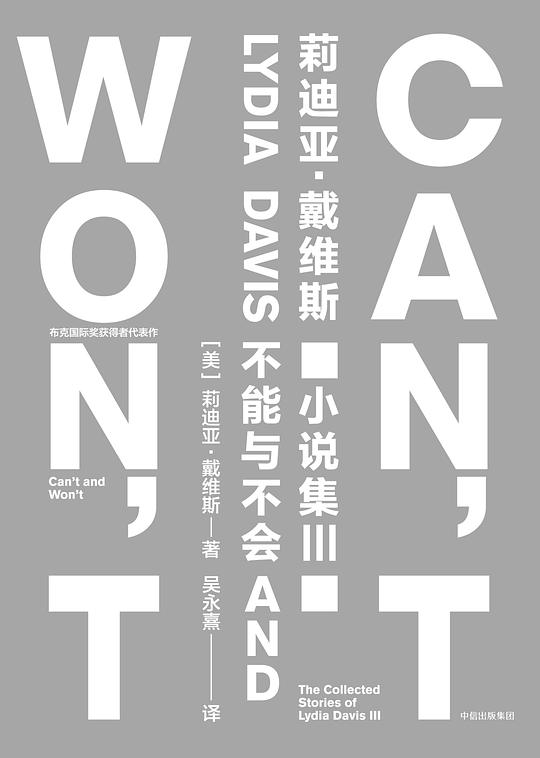 CAN'T
莉迪亚·戴维斯 ■ 小说集III ■
LYDIA DAVIS 不能与不会 AND
[美] 莉迪亚·戴维斯——著 吴永熹——译
WON'T
布克国际奖获得者代表作
Can't and
Won't
The Collected
Stories of
Lydia Davis III
中信出版集团